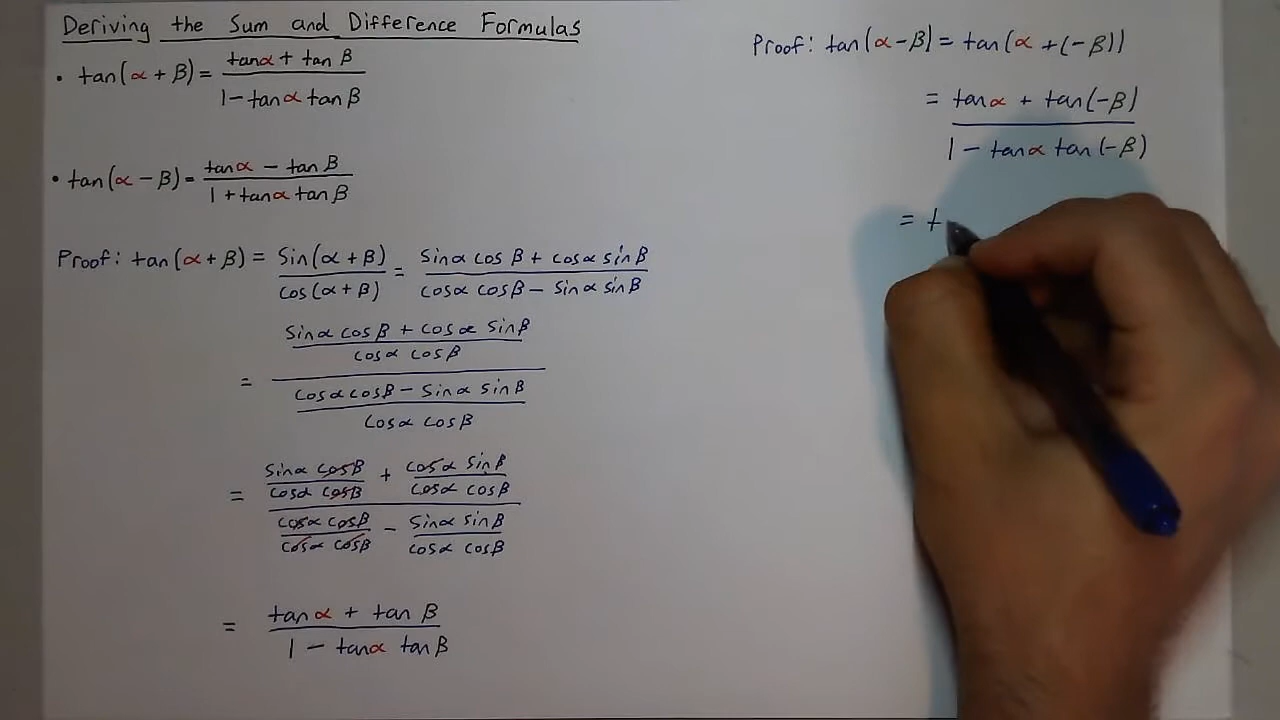 Deriving the Sum and Difference Formulas
• tan(α + β) = tanα + tan β
1 - tanα tan β
• tan(α - β) = tanα - tan β
1 + tanα tan β
Proof: tan(α + β) = Sin(α + β) = Sinα cos β + cosα sin β
cos(α + β) cosα cosβ - Sinα sinβ
Sinα cosβ + cosα sinβ
cosα cosβ
=
cosα cosβ - Sinα sinβ
cosα cosβ
Sinα cosβ + cosα sinβ
cosα cosβ cosα cosβ
=
cosα cosβ - Sinα sinβ
cosα cosβ cosα cosβ
= tanα + tan β
1 - tanα tanβ
Proof: tan(α - β) = tan(α + (-β))
= tanα + tan(-β)
1 - tanα tan(-β)
= t